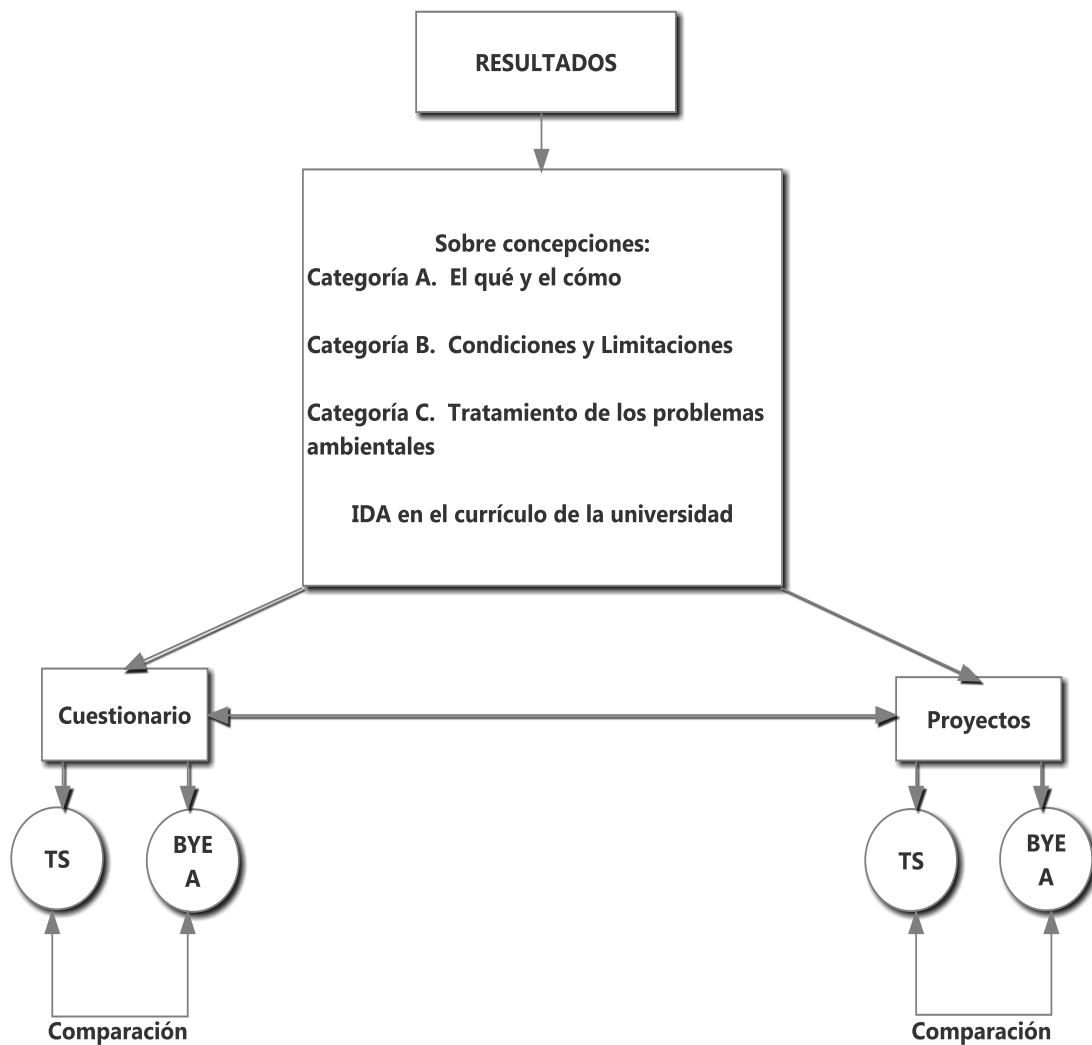 RESULTADOS
Sobre concepciones:
Categoría A. El qué y el cómo
Categoría B. Condiciones y Limitaciones
Categoría C. Tratamiento de los problemas
ambientales
IDA en el currículo de la universidad
Cuestionario
Proyectos
TS
BYE
A
TS
BYE
A
Comparación
Comparación